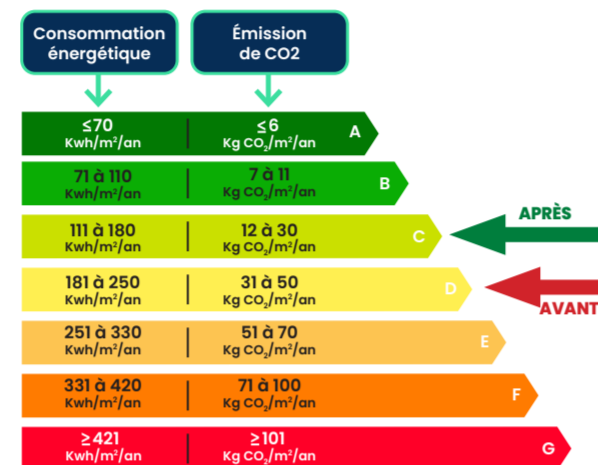 Consommation
énergétique
Émission
de CO2
≤70
Kwh/m²/an
≤6
Kg CO₂/m²/an
A
71 à 110
Kwh/m²/an
7 à 11
Kg CO₂/m²/an
B
111 à 180
Kwh/m²/an
12 à 30
Kg CO₂/m²/an
C
APRÈS
181 à 250
Kwh/m²/an
31 à 50
Kg CO₂/m²/an
D
AVANT
251 à 330
Kwh/m²/an
51 à 70
Kg CO₂/m²/an
E
331 à 420
Kwh/m²/an
71 à 100
Kg CO₂/m²/an
F
≥421
Kwh/m²/an
≥101
Kg CO₂/m²/an
G